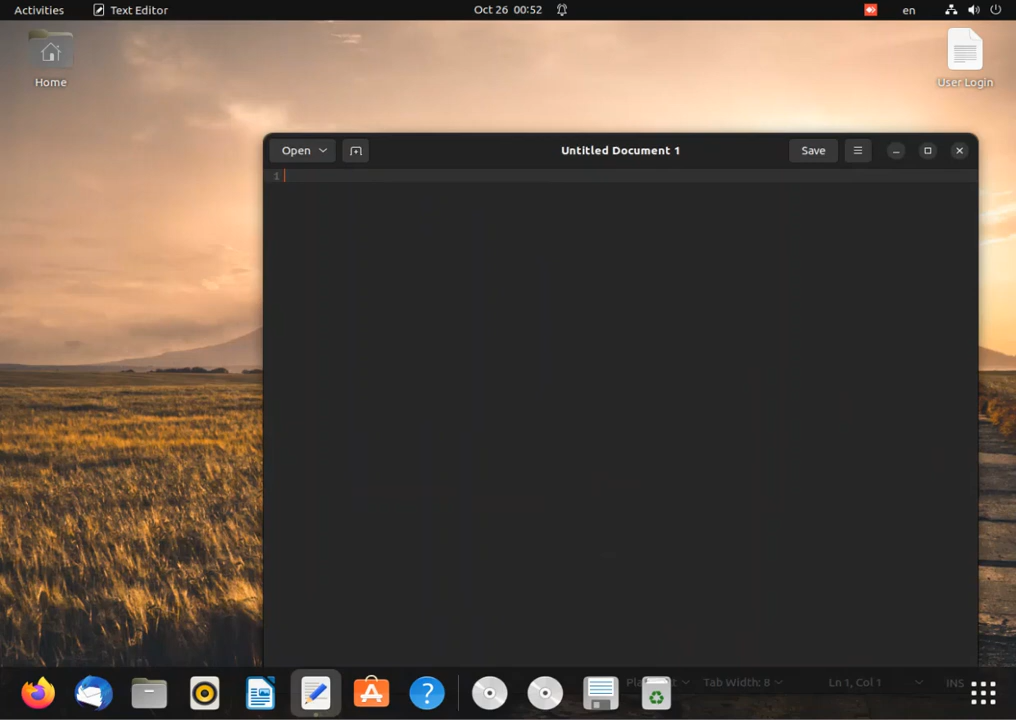 Activities
Text Editor
Oct 26 00:52
en
Home
User Login
Open
Untitled Document 1
Save
1
Tab Width: 8
Ln 1, Col 1
INS